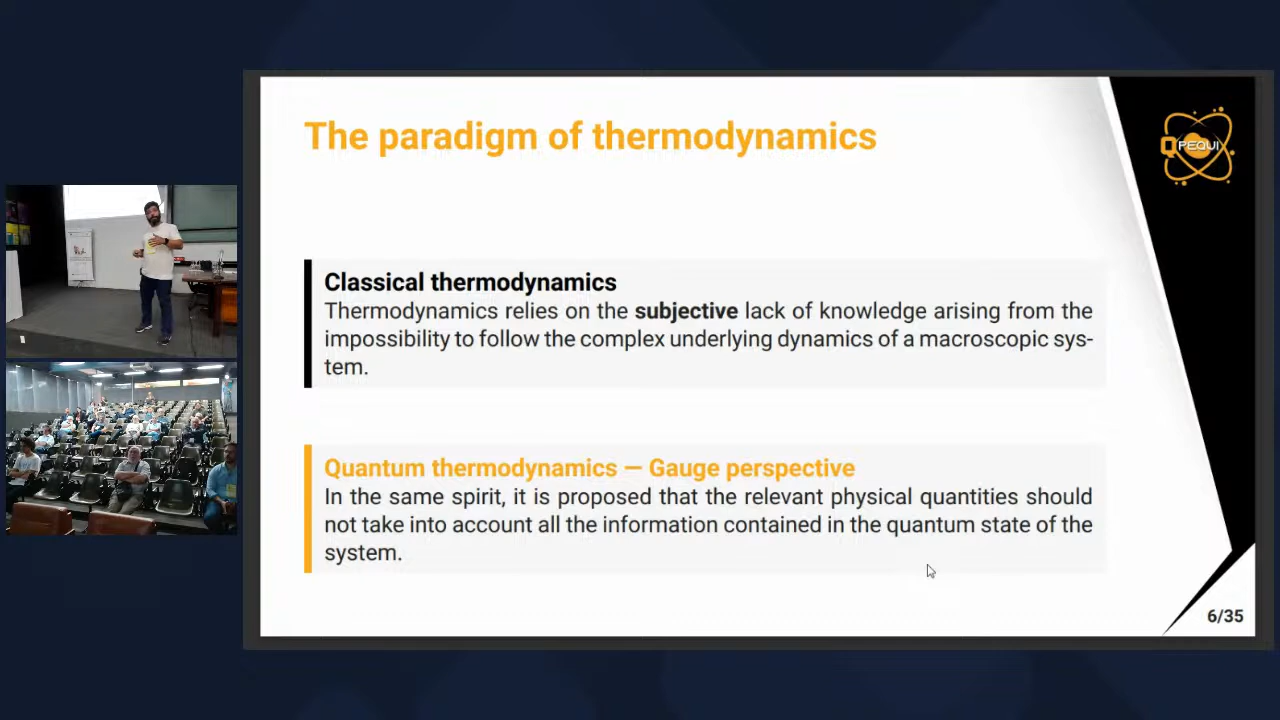 The paradigm of thermodynamics
QPEQUI
Classical thermodynamics
Thermodynamics relies on the subjective lack of knowledge arising from the
impossibility to follow the complex underlying dynamics of a macroscopic sys-
tem.
Quantum thermodynamics — Gauge perspective
In the same spirit, it is proposed that the relevant physical quantities should
not take into account all the information contained in the quantum state of the
system.
6/35